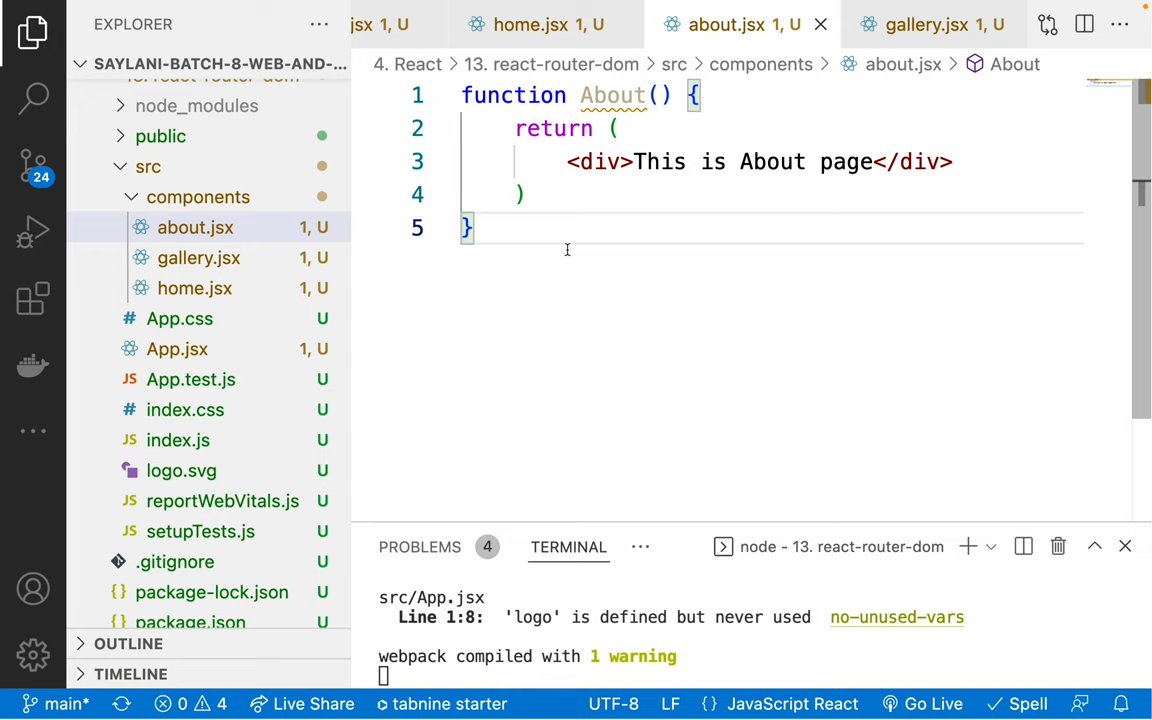 EXPLORER
jsx 1, U
home.jsx 1, U
about.jsx 1, U
gallery.jsx 1, U
SAYLANI-BATCH-8-WEB-AND-...
4. React > 13. react-router-dom > src > components > about.jsx > About
node_modules
public
src
components
about.jsx 1, U
gallery.jsx 1, U
home.jsx 1, U
# App.css U
App.jsx 1, U
JS App.test.js U
# index.css U
JS index.js U
logo.svg U
JS reportWebVitals.js U
JS setupTests.js U
.gitignore U
{} package-lock.json U
{} package.json U
OUTLINE
TIMELINE
24
1 function About() {
2 return (
3 <div>This is About page</div>
4 )
5 }
PROBLEMS 4 TERMINAL
node - 13. react-router-dom
src/App.jsx
Line 1:8: 'logo' is defined but never used no-unused-vars
webpack compiled with 1 warning
main* 0 4 Live Share tabnine starter UTF-8 LF {} JavaScript React Go Live Spell